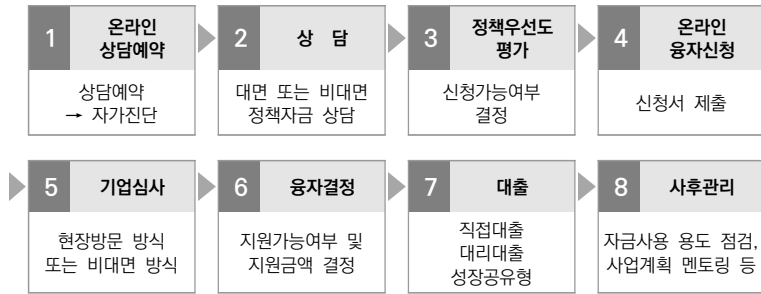 1 온라인
상담예약
상담예약
→ 자가진단
2 상 담
대면 또는 비대면
정책자금 상담
3 정책우선도
평가
신청가능여부
결정
4 온라인
융자신청
신청서 제출
5 기업심사
현장방문 방식
또는 비대면 방식
6 융자결정
지원가능여부 및
지원금액 결정
7 대출
직접대출
대리대출
성장공유형
8 사후관리
자금사용 용도 점검,
사업계획 멘토링 등